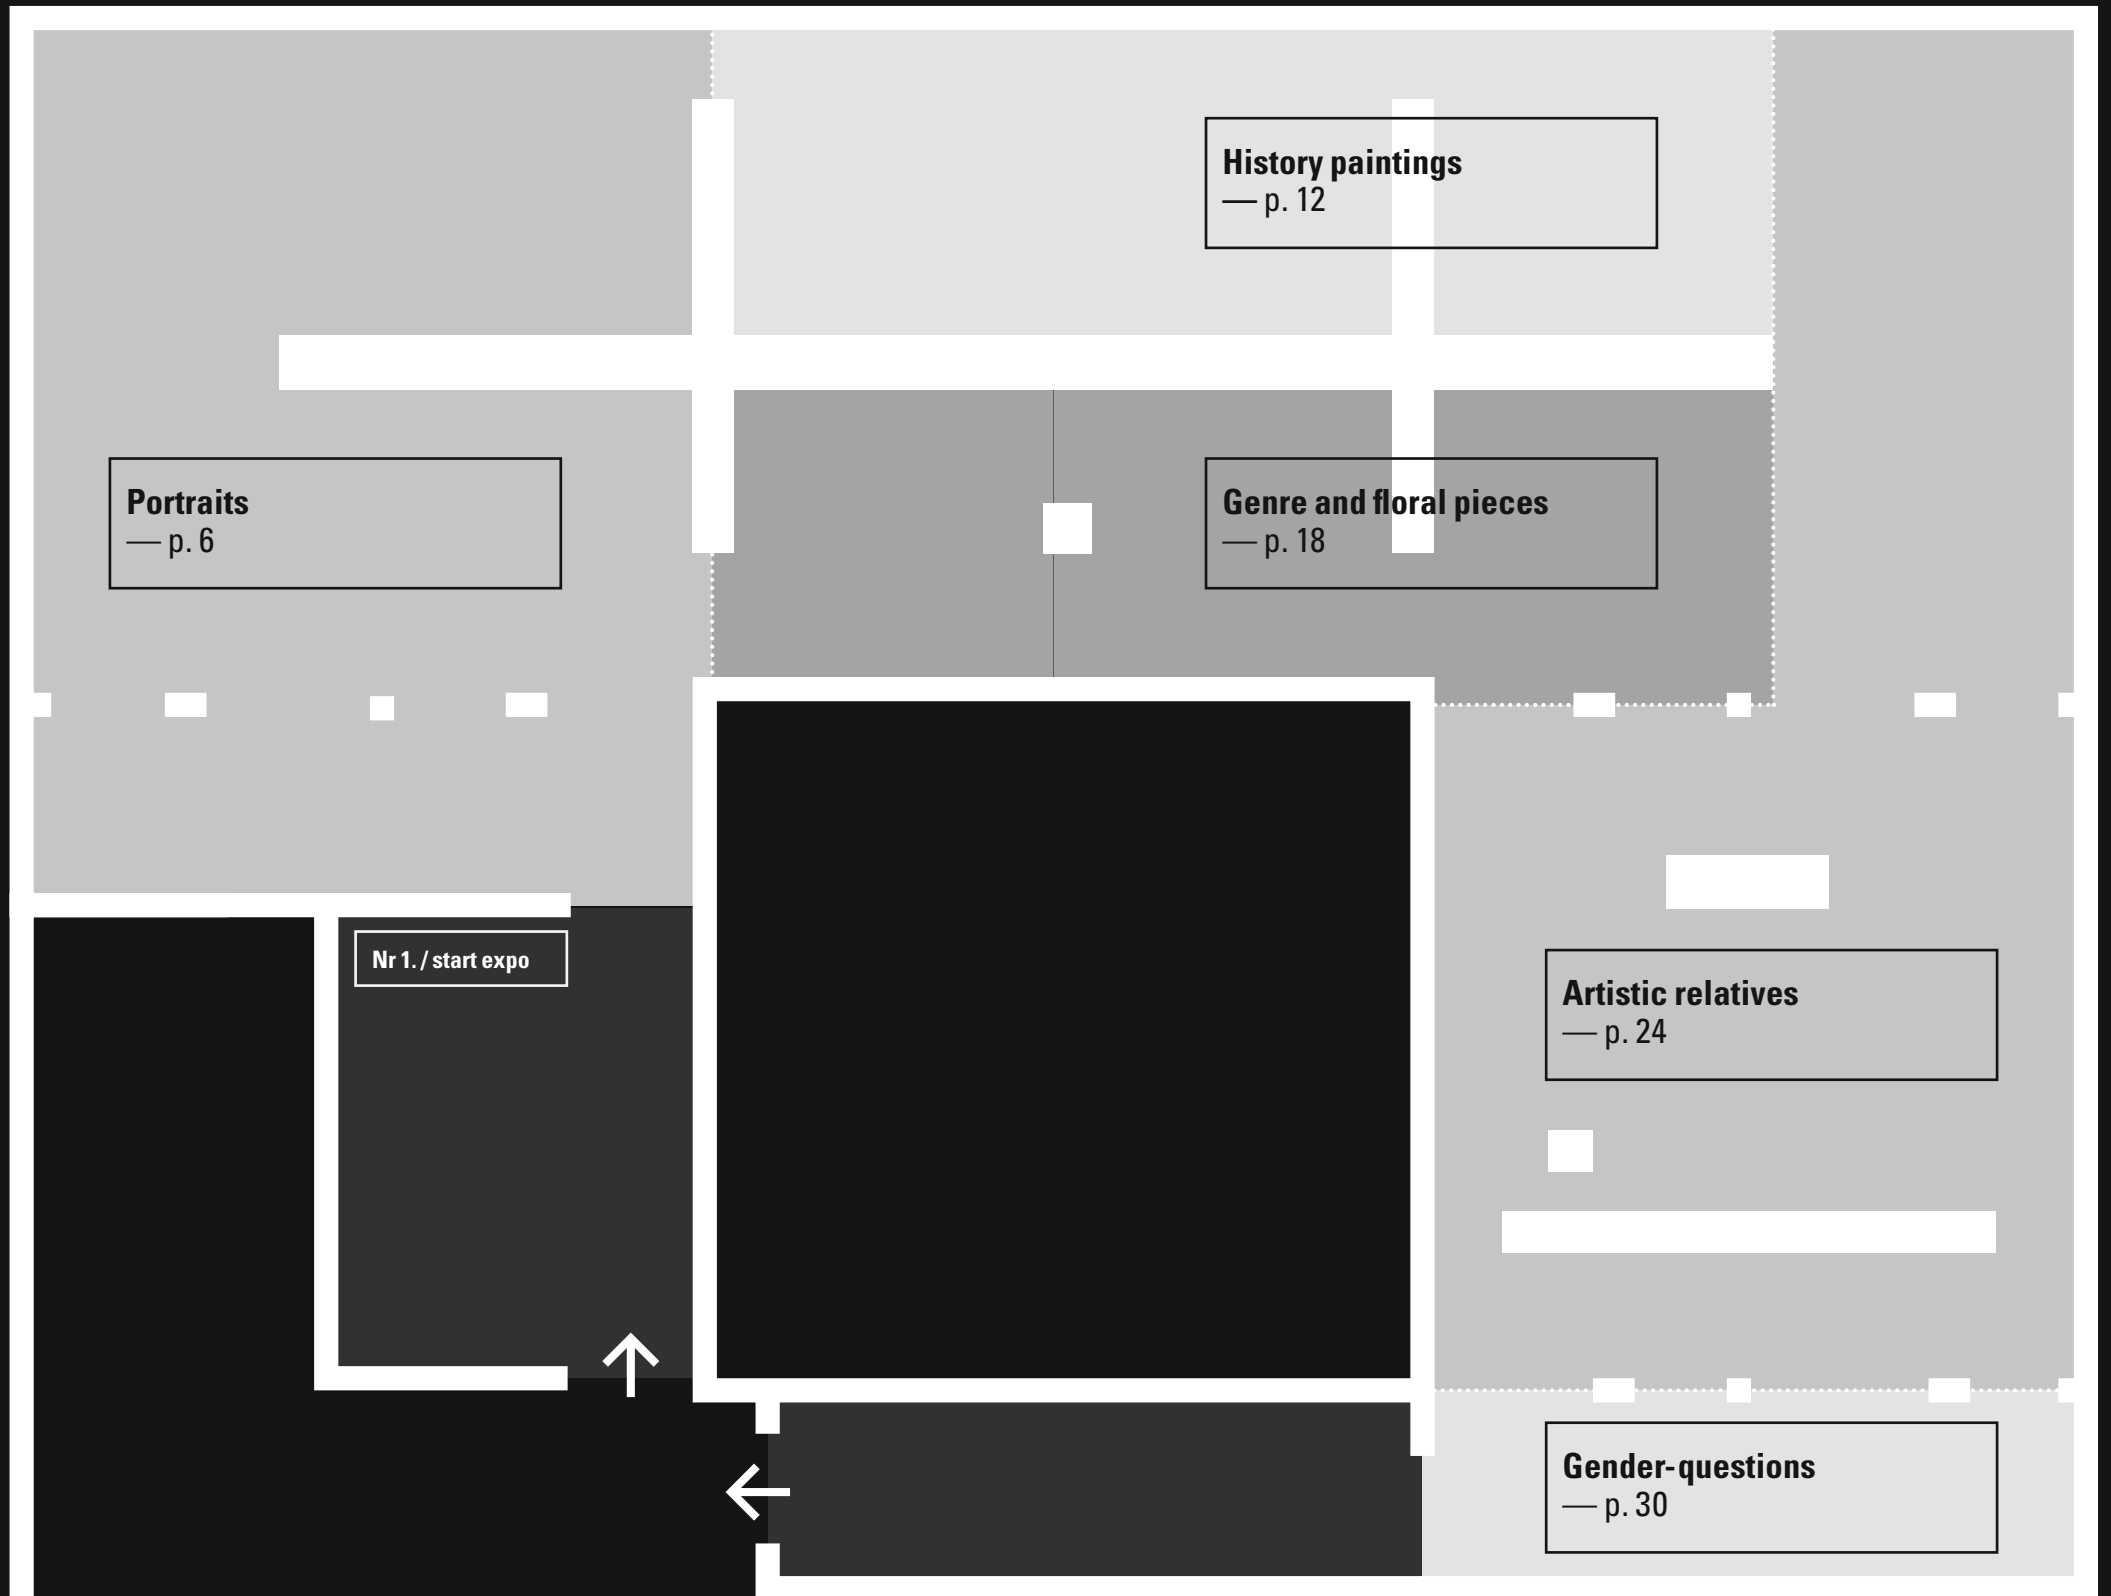 History paintings
— p. 12
Portraits
— p. 6
Genre and floral pieces
— p. 18
Nr 1. / start expo
Artistic relatives
— p. 24
Gender-questions
— p. 30